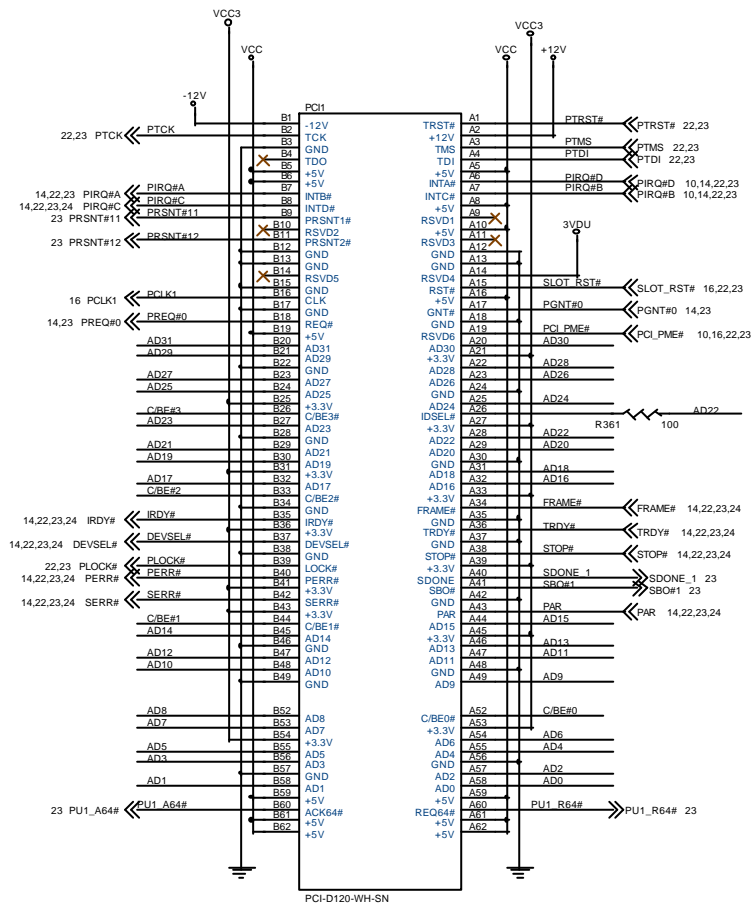 VCC3
VCC3
VCC
VCC
+12V
-12V
PCI1
22,23 PTCK PTCK B1 -12V TRST# A1 PTRST# PTRST# 22,23
B2 TCK +12V A2
B3 GND TMS A3 PTMS PTMS 22,23
B4 TDO TDI A4 PTDI PTDI 22,23
B5 +5V +5V A5
B6 +5V INTA# A6 PIRQ#D PIRQ#D 10,14,22,23
14,22,23 PIRQ#A PIRQ#A B7 INTB# INTC# A7 PIRQ#B PIRQ#B 10,14,22,23
14,22,23,24 PIRQ#C PIRQ#C B8 INTD# +5V A8
23 PRSNT#11 PRSNT#11 B9 PRSNT1# RSVD1 A9
B10 RSVD2 +5V A10
23 PRSNT#12 PRSNT#12 B11 PRSNT2# RSVD3 A11
3VDU
B12 GND GND A12
B13 GND GND A13
B14 RSVD5 RSVD4 A14
B15 GND RST# A15 SLOT_RST# SLOT_RST# 16,22,23
16 PCLK1 PCLK1 B16 CLK +5V A16
B17 GND GNT# A17 PGNT#0 PGNT#0 14,23
14,23 PREQ#0 PREQ#0 B18 REQ# GND A18
B19 +5V RSVD6 A19 PCI_PME# PCI_PME# 10,16,22,23
AD31 B20 AD31 AD30 A20 AD30
AD29 B21 AD29 +3.3V A21
B22 GND AD28 A22 AD28
AD27 B23 AD27 AD26 A23 AD26
AD25 B24 AD25 GND A24
B25 +3.3V AD24 A25 AD24
C/BE#3 B26 C/BE3# IDSEL# A26 R361 100 AD22
AD23 B27 AD23 +3.3V A27
B28 GND AD22 A28 AD22
AD21 B29 AD21 AD20 A29 AD20
AD19 B30 AD19 GND A30
B31 +3.3V AD18 A31 AD18
AD17 B32 AD17 AD16 A32 AD16
C/BE#2 B33 C/BE2# +3.3V A33
B34 GND FRAME# A34 FRAME# FRAME# 14,22,23,24
14,22,23,24 IRDY# IRDY# B35 IRDY# GND A35
B36 +3.3V TRDY# A36 TRDY# TRDY# 14,22,23,24
14,22,23,24 DEVSEL# DEVSEL# B37 DEVSEL# GND A37
B38 GND STOP# A38 STOP# STOP# 14,22,23,24
22,23 PLOCK# PLOCK# B39 LOCK# +3.3V A39
14,22,23,24 PERR# PERR# B40 PERR# SDONE A40 SDONE_1 SDONE_1 23
B41 +3.3V SBO# A41 SBO#1 SBO#1 23
14,22,23,24 SERR# SERR# B42 SERR# GND A42
B43 +3.3V PAR A43 PAR PAR 14,22,23,24
C/BE#1 B44 C/BE1# AD15 A44 AD15
AD14 B45 AD14 +3.3V A45
B46 GND AD13 A46 AD13
AD12 B47 AD12 AD11 A47 AD11
AD10 B48 AD10 GND A48
B49 GND AD9 A49 AD9
AD8 B52 AD8 C/BE0# A52 C/BE#0
AD7 B53 AD7 +3.3V A53
B54 +3.3V AD6 A54 AD6
AD5 B55 AD5 AD4 A55 AD4
AD3 B56 AD3 GND A56
B57 GND AD2 A57 AD2
AD1 B58 AD1 AD0 A58 AD0
B59 +5V +5V A59
23 PU1_A64# PU1_A64# B60 ACK64# REQ64# A60 PU1_R64# PU1_R64# 23
B61 +5V +5V A61
B62 +5V +5V A62
PCI-D120-WH-SN